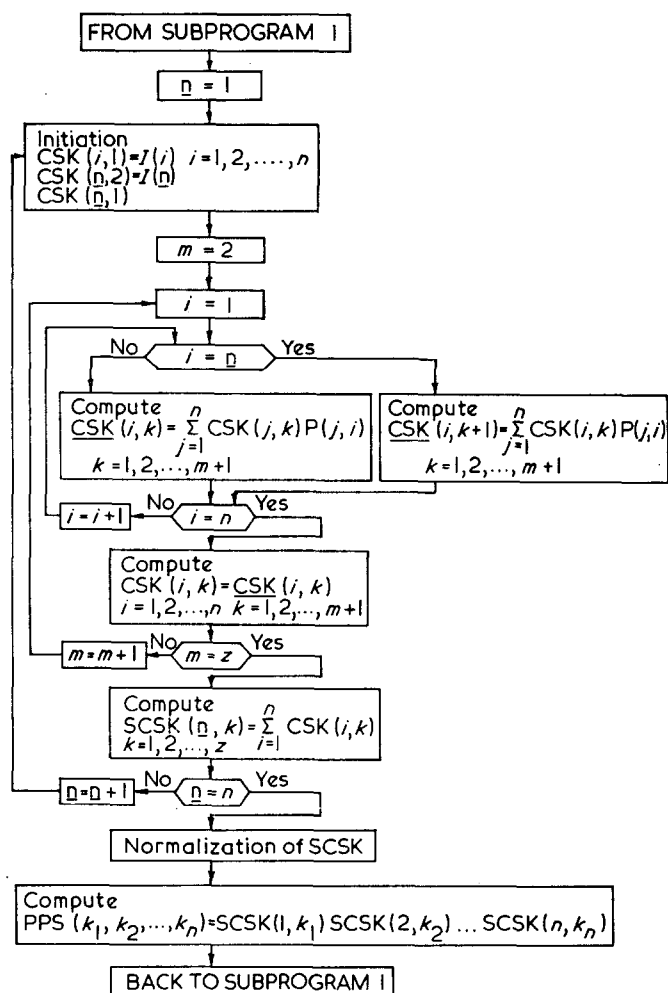 FROM SUBPROGRAM 1
n̲ = 1
Initiation
CSK (i,1)=I(i) i=1,2,....,n
CSK (n̲,2)=I(n̲)
CSK (n̲,1)
m = 2
i = 1
No i = n̲ Yes
Compute
C̲S̲K̲ (i,k) = n∑j=1 CSK(j,k)P(j,i)
k=1,2,...,m+1
Compute
C̲S̲K̲ (i,k+1)= n∑j=1 CSK(i,k)P(j,i)
k=1,2,...,m+1
i=i+1 No i = n Yes
Compute
CSK (i,k)=C̲S̲K̲ (i,k)
i=1,2,...,n k=1,2,...,m+1
m=m+1 No m = z Yes
Compute
SCSK (n̲,k)= n∑i=1 CSK(i,k)
k=1,2,...,z
n̲=n̲+1 No n̲=n Yes
Normalization of SCSK
Compute
PPS (k₁,k₂,...,kₙ)=SCSK(1,k₁)SCSK(2,k₂)...SCSK(n,kₙ)
BACK TO SUBPROGRAM 1